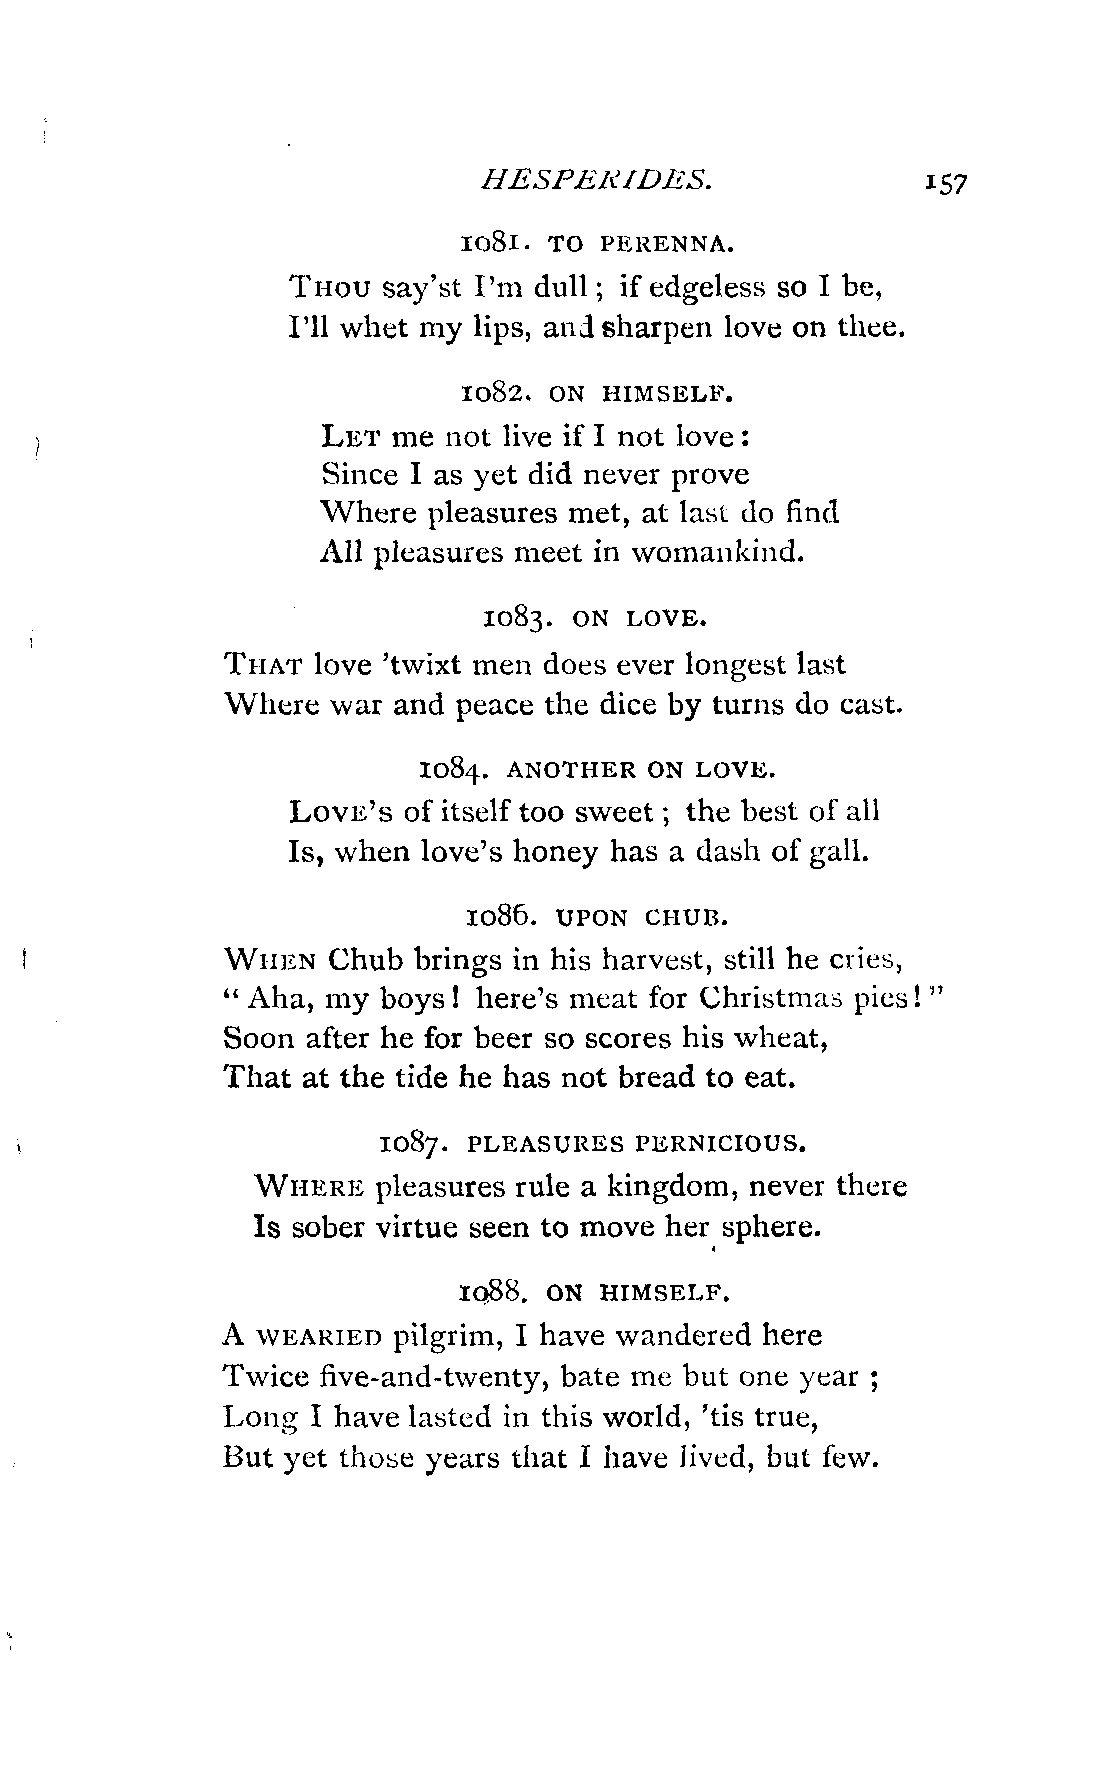 HESPERIDES. 157
1081. TO PERENNA.
THOU say'st I'm dull; if edgeless so I be,
I'll whet my lips, and sharpen love on thee.
1082. ON HIMSELF.
LET me not live if I not love:
Since I as yet did never prove
Where pleasures met, at last do find
All pleasures meet in womankind.
1083. ON LOVE.
THAT love 'twixt men does ever longest last
Where war and peace the dice by turns do cast.
1084. ANOTHER ON LOVE.
LOVE's of itself too sweet; the best of all
Is, when love's honey has a dash of gall.
1086. UPON CHUB.
WHEN Chub brings in his harvest, still he cries,
"Aha, my boys! here's meat for Christmas pies!"
Soon after he for beer so scores his wheat,
That at the tide he has not bread to eat.
1087. PLEASURES PERNICIOUS.
WHERE pleasures rule a kingdom, never there
Is sober virtue seen to move her sphere.
1088. ON HIMSELF.
A WEARIED pilgrim, I have wandered here
Twice five-and-twenty, bate me but one year;
Long I have lasted in this world, 'tis true,
But yet those years that I have lived, but few.